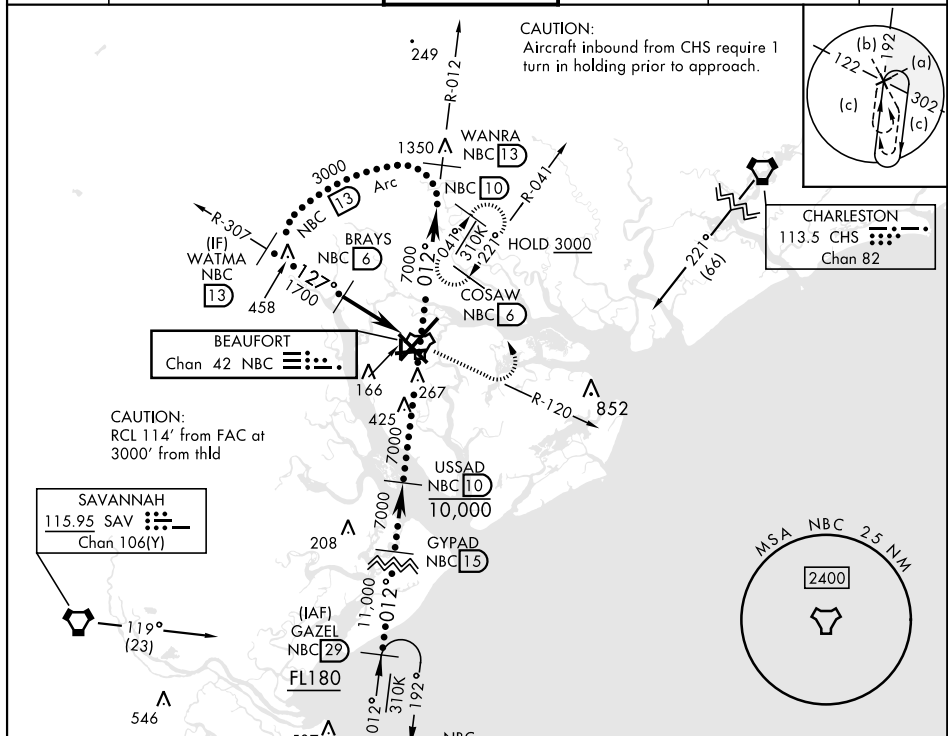 CAUTION:
Aircraft inbound from CHS require 1
turn in holding prior to approach.
249
R-012
(b)
192
(a)
122
(c)
302
(c)
1350
WANRA
NBC 13
3000
Arc
NBC 13
NBC 10
R-041
R-307
(IF)
WATMA
NBC
13
BRAYS
NBC 6
041°
310K
221°
HOLD 3000
7000
012°
127°
1700
458
COSAW
NBC 6
CHARLESTON
113.5 CHS
Chan 82
221°
(66)
BEAUFORT
Chan 42 NBC
166
267
425
R-120
852
CAUTION:
RCL 114' from FAC at
3000' from thld
7000
USSAD
NBC 10
10,000
SAVANNAH
115.95 SAV
Chan 106(Y)
7000
208
GYPAD
NBC 15
MSA NBC 25 NM
2400
11,000
012°
119°
(23)
(IAF)
GAZEL
NBC 29
FL180
012°
310K
192°
546